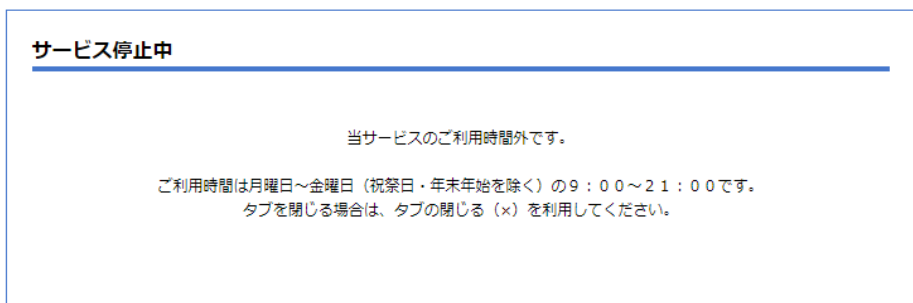 サービス停止中
当サービスのご利用時間外です。
ご利用時間は月曜日～金曜日（祝祭日・年末年始を除く）の９：００～２１：００です。
タブを閉じる場合は、タブの閉じる（×）を利用してください。